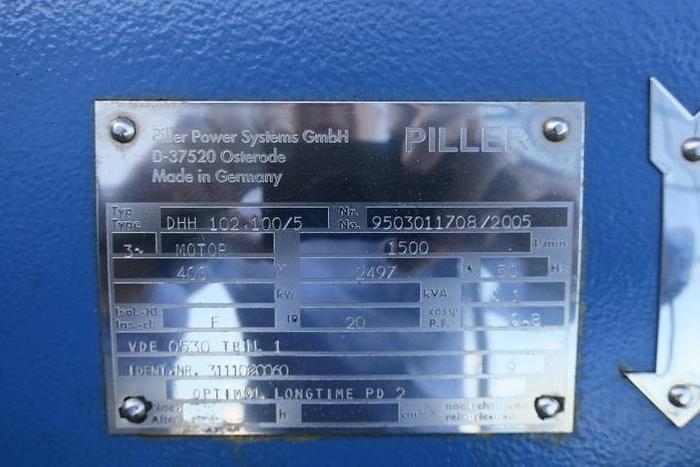 Piller Power Systems GmbH PILLER
D-37520 Osterode
Made in Germany
Typ Type DHH 102.100/5 Nr. No. 9503011708/2005
3~ MOTOR 1500 1/min
400 V 2497 A 50 Hz
kW kVA S 1
Isol.-Kl. Ins.-cl. F IP 20 cosφ P.F. 0.8
VDE 0530 TEIL 1
IDENT.NR.
OPTIMOL LONGTIME PD 2
h cm³